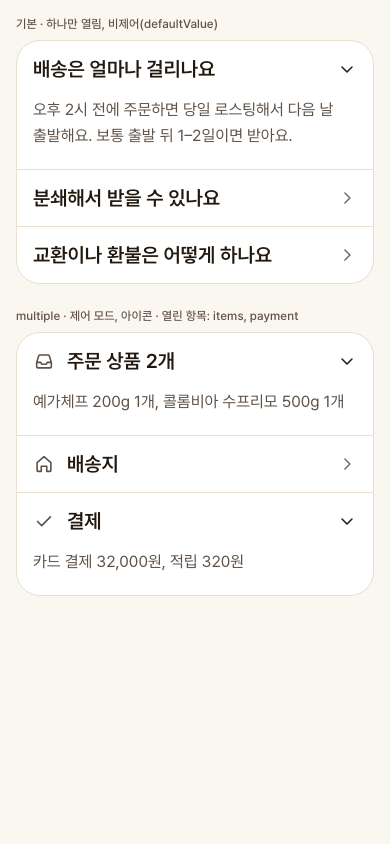 기본 · 하나만 열림, 비제어(defaultValue)
배송은 얼마나 걸리나요
오후 2시 전에 주문하면 당일 로스팅해서 다음 날
출발해요. 보통 출발 뒤 1–2일이면 받아요.
분쇄해서 받을 수 있나요
교환이나 환불은 어떻게 하나요
multiple · 제어 모드, 아이콘 · 열린 항목: items, payment
주문 상품 2개
예가체프 200g 1개, 콜롬비아 수프리모 500g 1개
배송지
결제
카드 결제 32,000원, 적립 320원